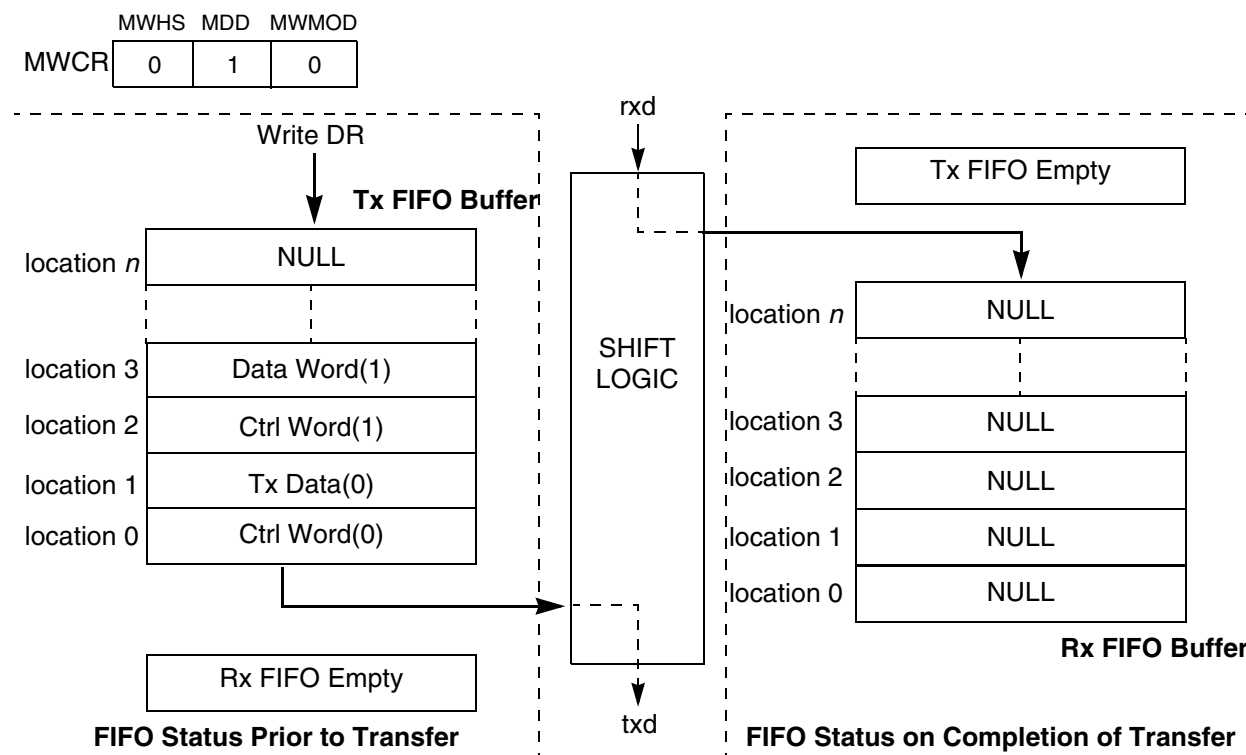 MWHS MDD MWMOD
MWCR 0 1 0
Write DR
Tx FIFO Buffer
location n NULL
location 3 Data Word(1)
location 2 Ctrl Word(1)
location 1 Tx Data(0)
location 0 Ctrl Word(0)
Rx FIFO Empty
FIFO Status Prior to Transfer
rxd
SHIFT
LOGIC
txd
Tx FIFO Empty
location n NULL
location 3 NULL
location 2 NULL
location 1 NULL
location 0 NULL
Rx FIFO Buffer
FIFO Status on Completion of Transfer